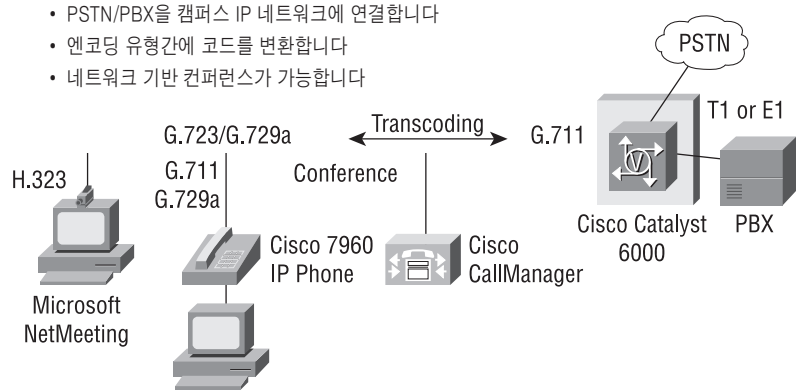 • PSTN/PBX을 캠퍼스 IP 네트워크에 연결합니다
• 엔코딩 유형간에 코드를 변환합니다
• 네트워크 기반 컨퍼런스가 가능합니다
PSTN
T1 or E1
G.723/G.729a
Transcoding
G.711
H.323
G.711
G.729a
Conference
V
Cisco 7960
IP Phone
Cisco
CallManager
Cisco Catalyst
6000
PBX
Microsoft
NetMeeting